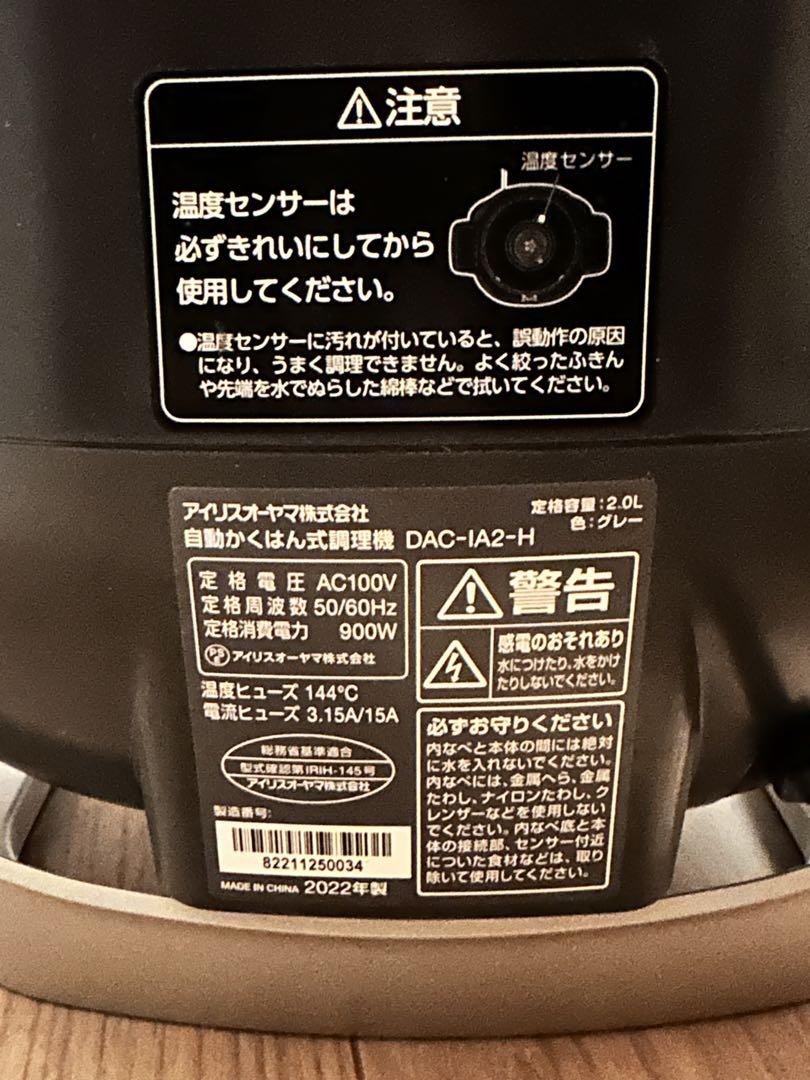 ⚠注意
温度センサー
温度センサーは
必ずきれいにしてから
使用してください。
●温度センサーに汚れが付いていると、誤動作の原因
になり、うまく調理できません。よく絞ったふきん
や先端を水でぬらした綿棒などで拭いてください。
アイリスオーヤマ株式会社
自動かくはん式調理機 DAC-IA2-H
定格容量:2.0L
色:グレー
定格電圧 AC100V
定格周波数 50/60Hz
定格消費電力 900W
PSE アイリスオーヤマ株式会社
温度ヒューズ 144℃
電流ヒューズ 3.15A/15A
総務省基準適合
型式確認第IRIH-145号
アイリスオーヤマ株式会社
製造番号:
82211250034
MADE IN CHINA 2022年製
⚠警告
感電のおそれあり
水につけたり、水をかけ
たりしないでください。
必ずお守りください
内なべと本体の間には絶対
に水を入れないでください。
内なべには、金属へら、金属
たわし、ナイロンたわし、ク
レンザーなどを使用しない
でください。内なべ底と本
体の接続部、センサー付近
についた食材などは、取り
除いて使用してください。